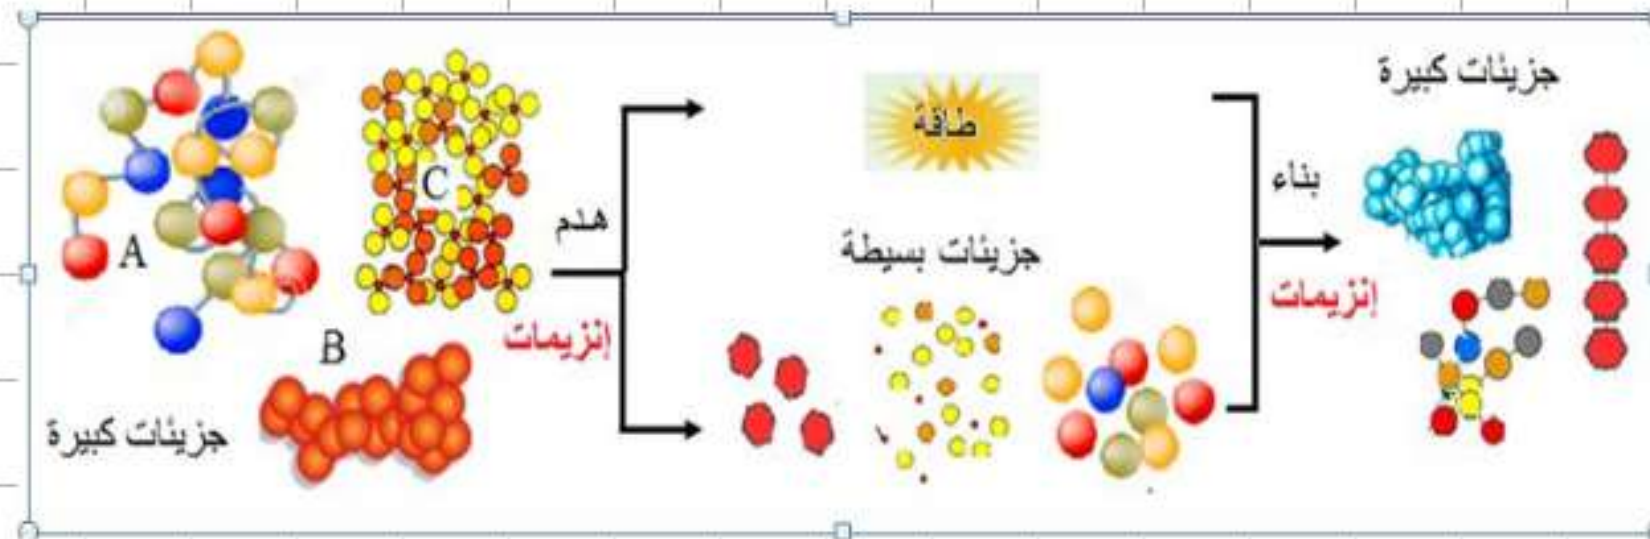 A
C
B
جزيئات كبيرة
هدم
إنزيمات
طاقة
جزيئات بسيطة
بناء
إنزيمات
جزيئات كبيرة